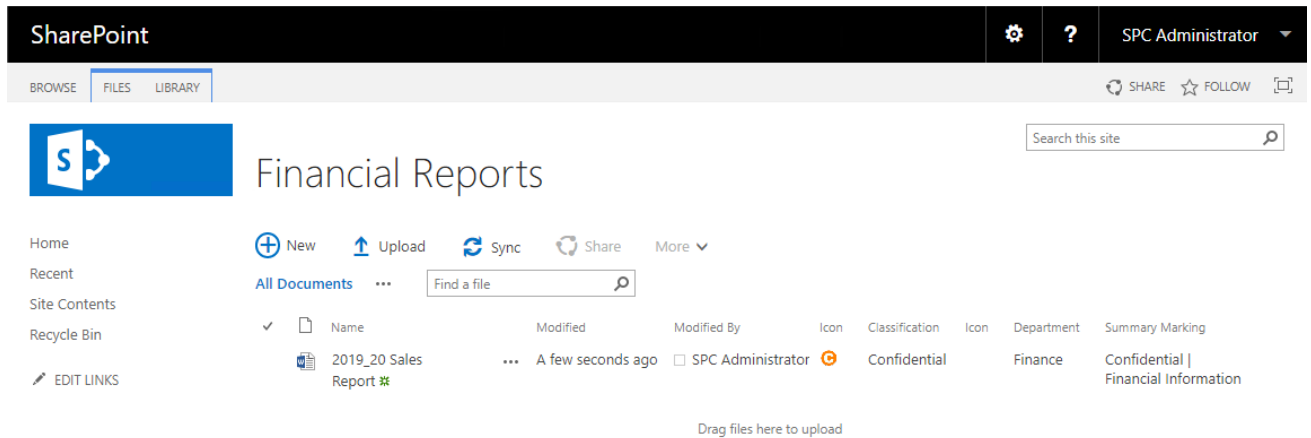 SharePoint
? SPC Administrator
BROWSE FILES LIBRARY SHARE FOLLOW
S
Search this site
Financial Reports
Home
Recent
Site Contents
Recycle Bin
EDIT LINKS
New Upload Sync Share More
All Documents ... Find a file
Name Modified Modified By Icon Classification Icon Department Summary Marking
2019_20 Sales ... A few seconds ago SPC Administrator C Confidential Finance Confidential |
Report Financial Information
Drag files here to upload